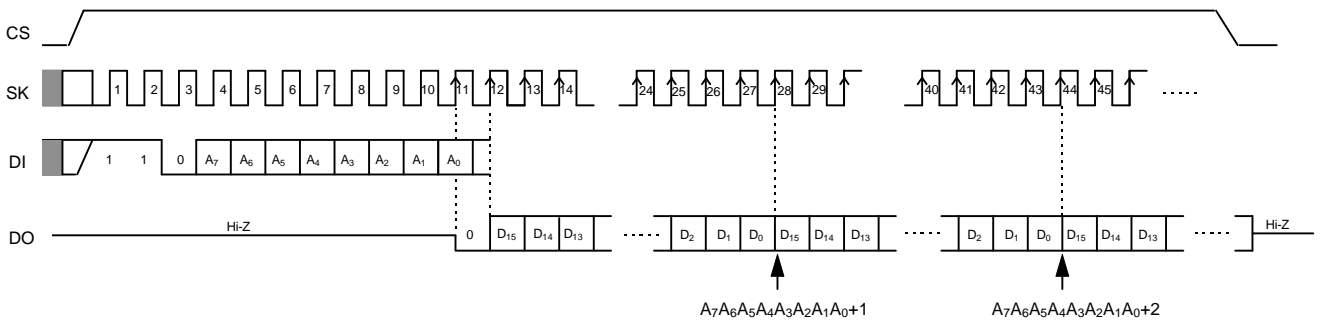 CS
SK 1 2 3 4 5 6 7 8 9 10 11 12 13 14 24 25 26 27 28 29 40 41 42 43 44 45
DI 1 1 0 A7 A6 A5 A4 A3 A2 A1 A0
Hi-Z Hi-Z
DO 0 D15 D14 D13 D2 D1 D0 D15 D14 D13 D2 D1 D0 D15 D14 D13
A7A6A5A4A3A2A1A0+1 A7A6A5A4A3A2A1A0+2